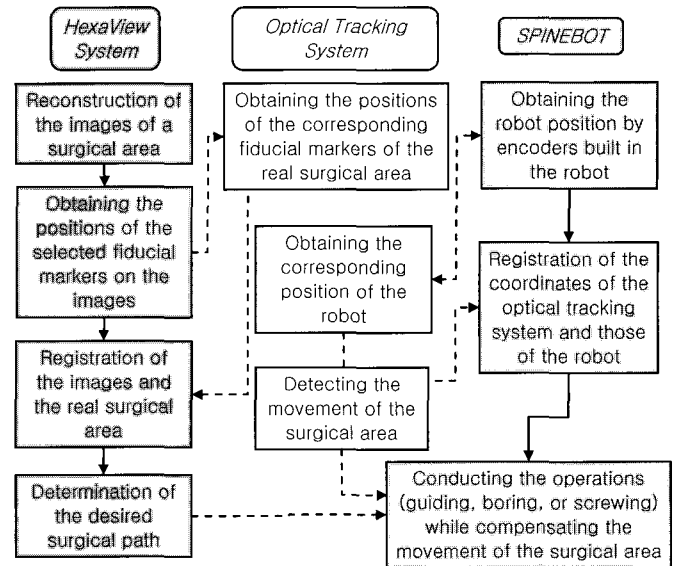 HexaView
System
Optical Tracking
System
SPINEBOT
Reconstruction of
the images of a
surgical area
Obtaining the positions
of the corresponding
fiducial markers of the
real surgical area
Obtaining the
robot position by
encoders built in
the robot
Obtaining the
positions of the
selected fiducial
markers on the
images
Obtaining the
corresponding
position of the
robot
Registration of the
coordinates of the
optical tracking
system and those
of the robot
Registration of
the images and
the real surgical
area
Detecting the
movement of the
surgical area
Determination of
the desired
surgical path
Conducting the operations
(guiding, boring, or screwing)
while compensating the
movement of the surgical area